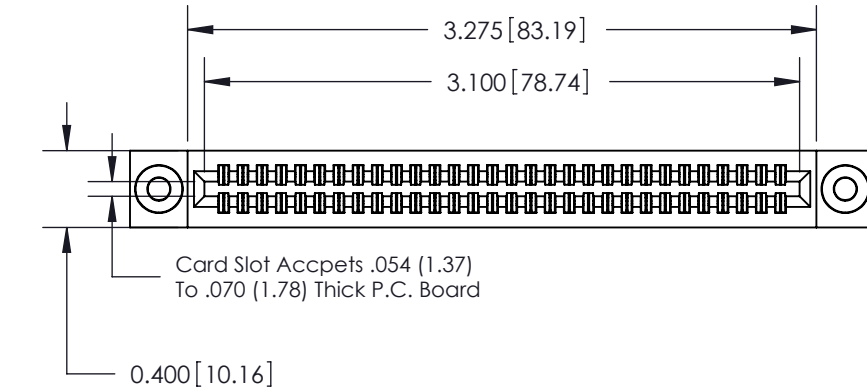 3.275[83.19]
3.100[78.74]
Card Slot Accpets .054 (1.37)
To .070 (1.78) Thick P.C. Board
0.400[10.16]